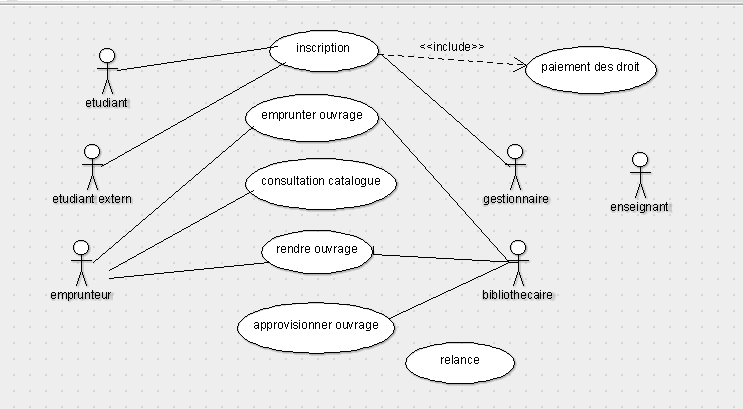 inscription
<<include>>
paiement des droit
etudiant
emprunter ouvrage
etudiant extern
consultation catalogue
gestionnaire
enseignant
rendre ouvrage
emprunteur
bibliothecaire
approvisionner ouvrage
relance